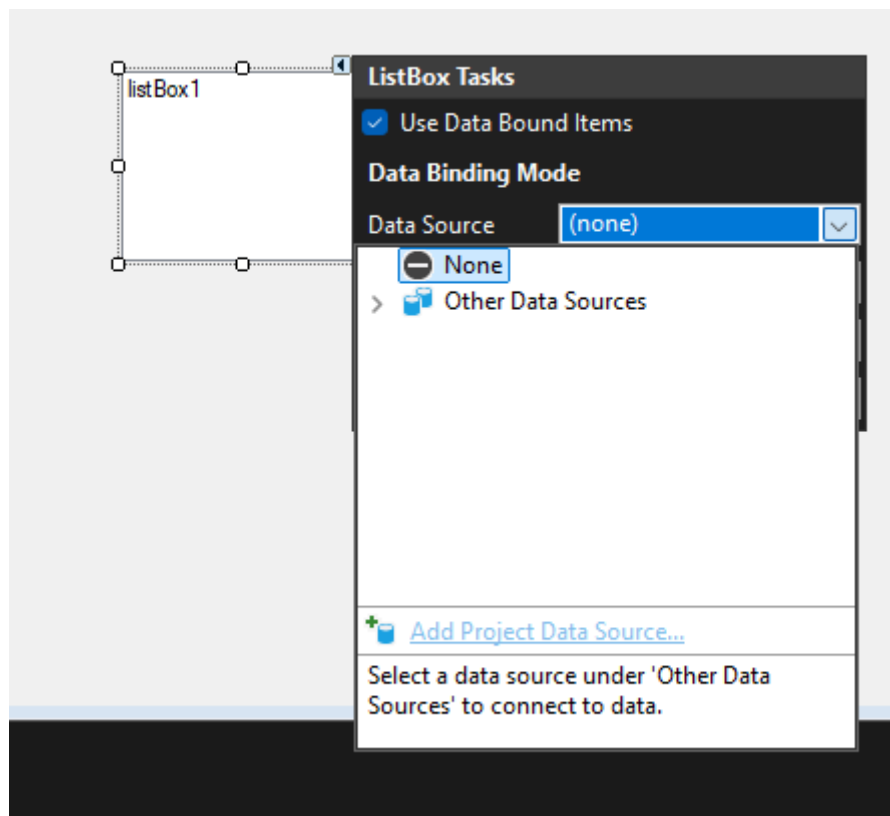 listBox1
ListBox Tasks
Use Data Bound Items
Data Binding Mode
Data Source
(none)
None
Other Data Sources
Add Project Data Source...
Select a data source under 'Other Data
Sources' to connect to data.